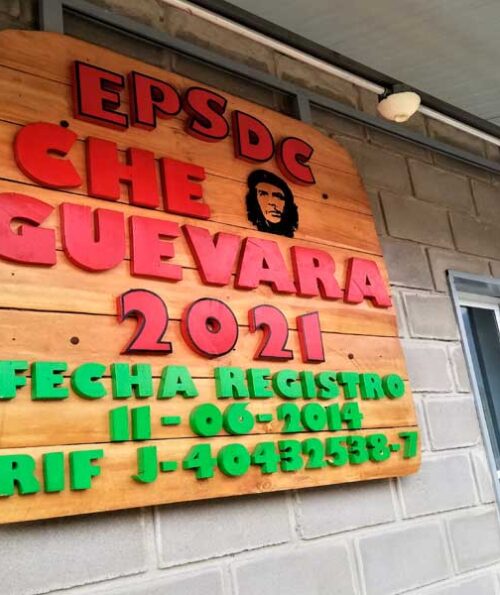 EPSDC
CHE
GUEVARA
2021
FECHA REGISTRO
11-06-2014
RIF J-40432538-7